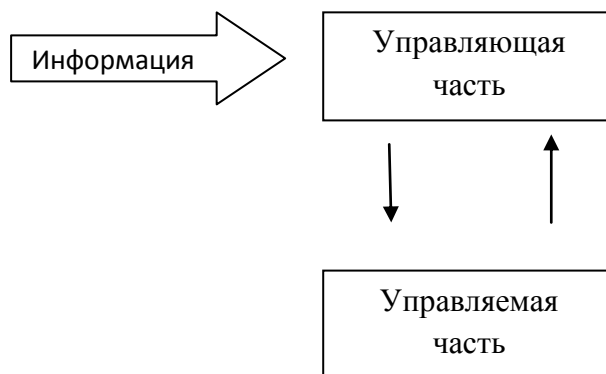 Информация
Управляющая
часть
Управляемая
часть